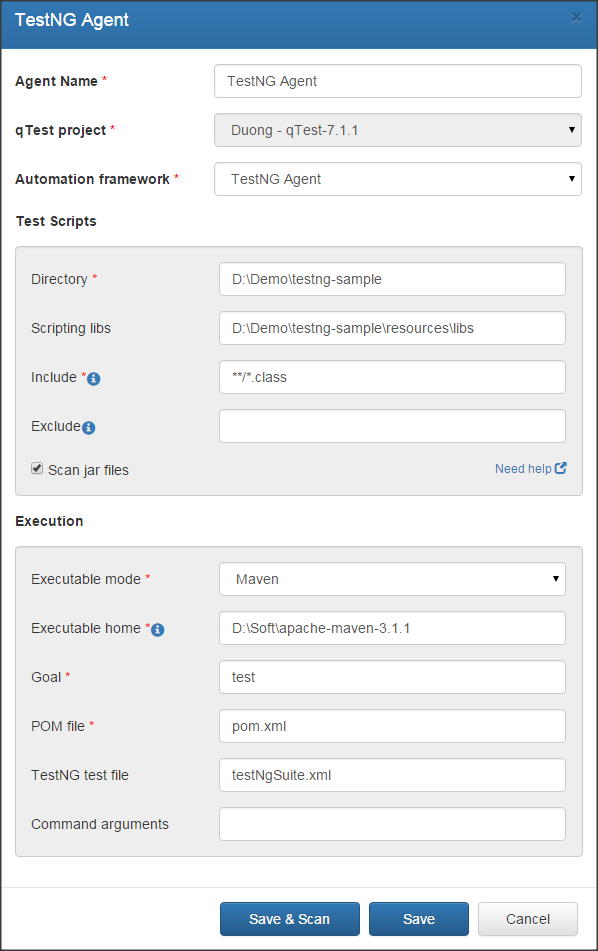 TestNG Agent ×
Agent Name * TestNG Agent
qTest project * Duong - qTest-7.1.1
Automation framework * TestNG Agent
Test Scripts
Directory * D:\Demo\testng-sample
Scripting libs D:\Demo\testng-sample\resources\libs
Include * **/*.class
Exclude
Scan jar files Need help
Execution
Executable mode * Maven
Executable home * D:\Soft\apache-maven-3.1.1
Goal * test
POM file * pom.xml
TestNG test file testNgSuite.xml
Command arguments
Save & Scan Save Cancel